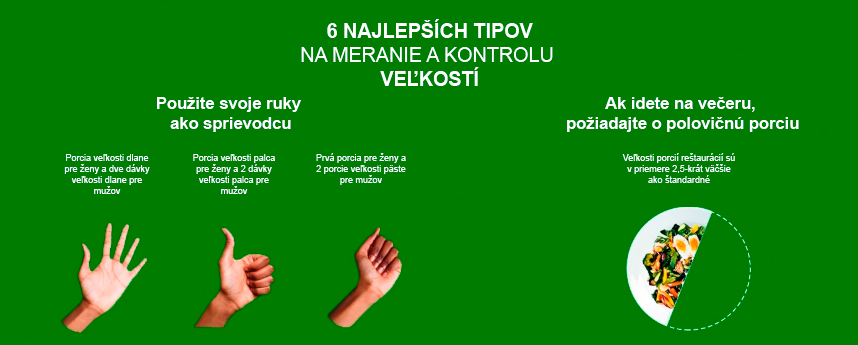 6 NAJLEPŠÍCH TIPOV
NA MERANIE A KONTROLU
VEĽKOSTÍ
Použite svoje ruky
ako sprievodcu
Porcia veľkosti dlane
pre ženy a dve dávky
veľkosti dlane pre
mužov
Porcia veľkosti palca
pre ženy a 2 dávky
veľkosti palca pre
mužov
Prvá porcia pre ženy a
2 porcie veľkosti päste
pre mužov
Ak idete na večeru,
požiadajte o polovičnú porciu
Veľkosti porcií reštaurácií sú
v priemere 2,5-krát väčšie
ako štandardné